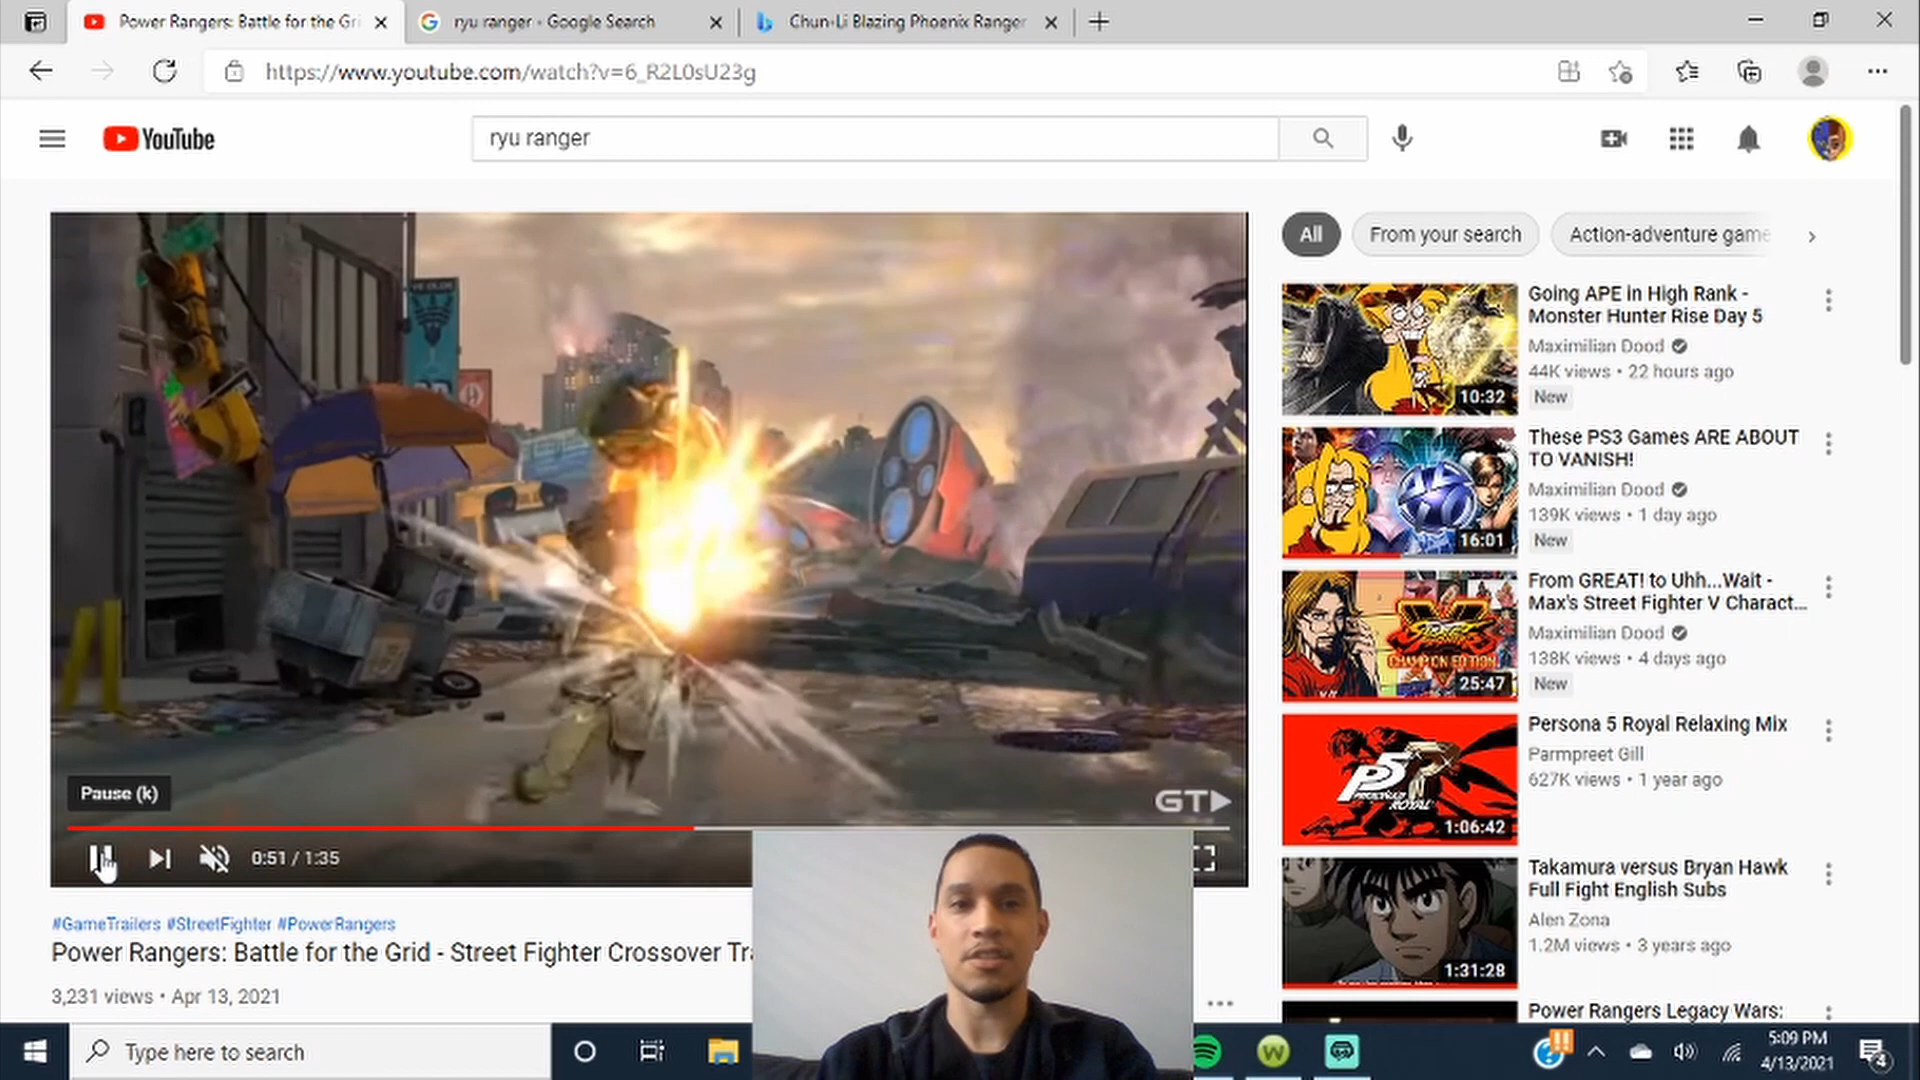 Power Rangers: Battle for the Gri
ryu ranger - Google Search
Chun-Li Blazing Phoenix Ranger
https://www.youtube.com/watch?v=6_R2L0sU23g
YouTube
ryu ranger
All
From your search
Action-adventure game
Going APE in High Rank -
Monster Hunter Rise Day 5
Maximilian Dood
44K views • 22 hours ago
New
10:32
These PS3 Games ARE ABOUT
TO VANISH!
Maximilian Dood
139K views • 1 day ago
New
16:01
From GREAT! to Uhh...Wait -
Max's Street Fighter V Charact...
Maximilian Dood
138K views • 4 days ago
New
CHAMPION EDITION
25:47
Persona 5 Royal Relaxing Mix
Parmpreet Gill
627K views • 1 year ago
P5
ROYAL
1:06:42
Takamura versus Bryan Hawk
Full Fight English Subs
Alen Zona
1.2M views • 3 years ago
1:31:28
Power Rangers Legacy Wars:
Pause (k)
GT
0:51 / 1:35
#GameTrailers #StreetFighter #PowerRangers
Power Rangers: Battle for the Grid - Street Fighter Crossover Tra
3,231 views • Apr 13, 2021
Type here to search
W
5:09 PM
4/13/2021
4